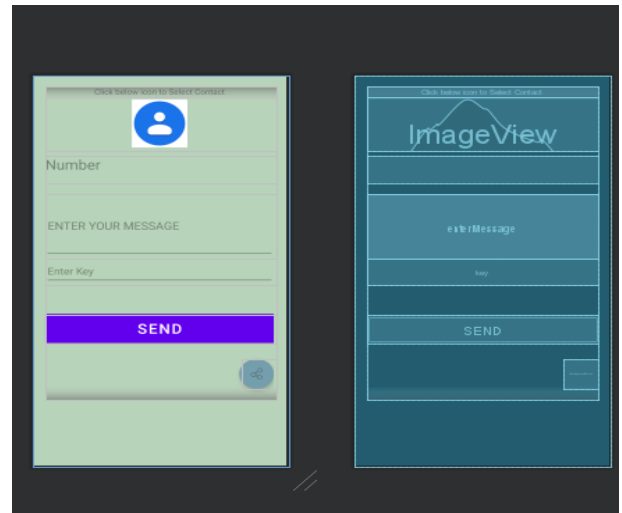 Click below icon to Select Contact
Number
ENTER YOUR MESSAGE
Enter Key
SEND
Click below icon to Select Contact
ImageView
enterMessage
key
SEND